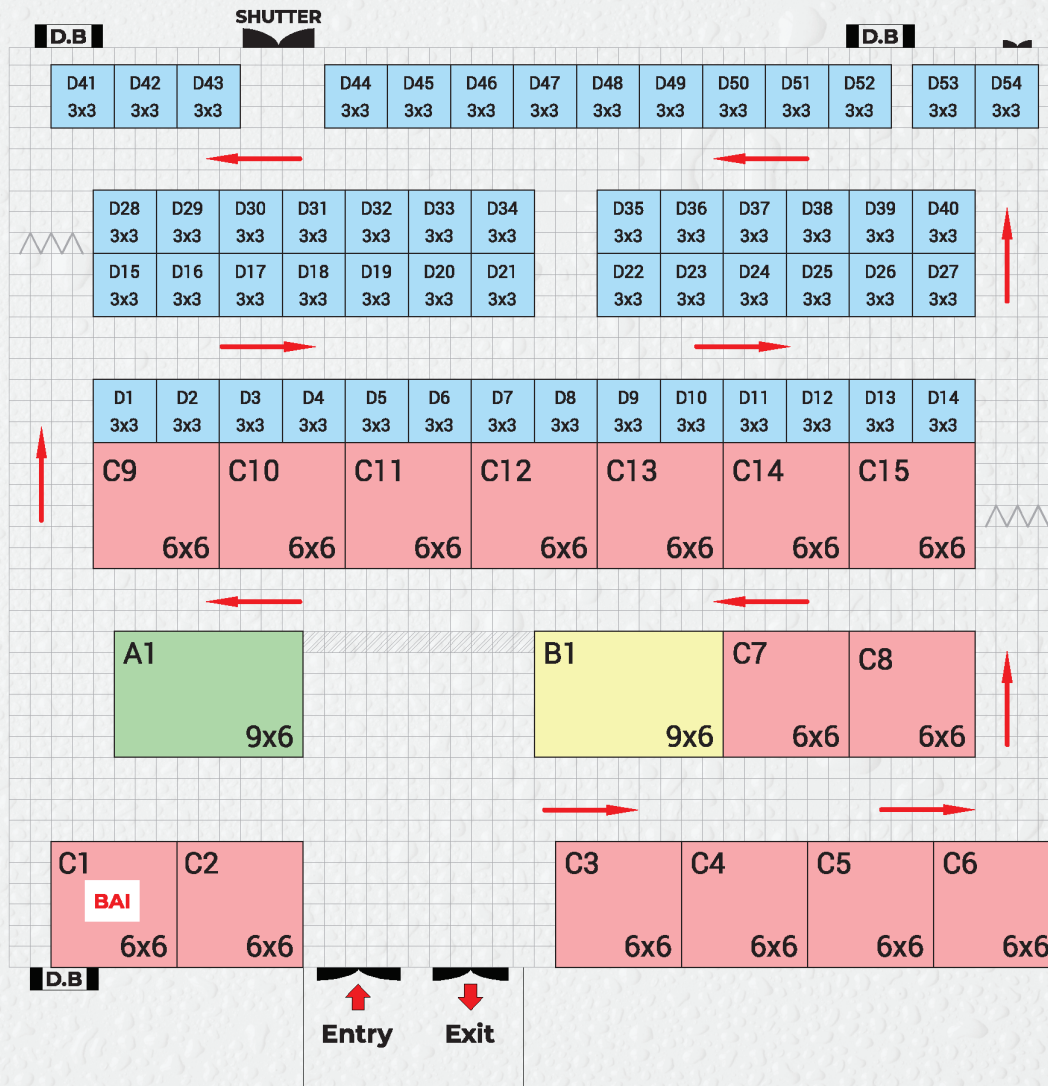 SHUTTER
D.B D.B
D41 D42 D43 D44 D45 D46 D47 D48 D49 D50 D51 D52 D53 D54
3x3 3x3 3x3 3x3 3x3 3x3 3x3 3x3 3x3 3x3 3x3 3x3 3x3 3x3
D28 D29 D30 D31 D32 D33 D34 D35 D36 D37 D38 D39 D40
3x3 3x3 3x3 3x3 3x3 3x3 3x3 3x3 3x3 3x3 3x3 3x3 3x3
D15 D16 D17 D18 D19 D20 D21 D22 D23 D24 D25 D26 D27
3x3 3x3 3x3 3x3 3x3 3x3 3x3 3x3 3x3 3x3 3x3 3x3 3x3
D1 D2 D3 D4 D5 D6 D7 D8 D9 D10 D11 D12 D13 D14
3x3 3x3 3x3 3x3 3x3 3x3 3x3 3x3 3x3 3x3 3x3 3x3 3x3 3x3
C9 C10 C11 C12 C13 C14 C15
6x6 6x6 6x6 6x6 6x6 6x6 6x6
A1 B1 C7 C8
9x6 9x6 6x6 6x6
C1 C2 C3 C4 C5 C6
BAI
6x6 6x6 6x6 6x6 6x6 6x6
D.B
Entry Exit